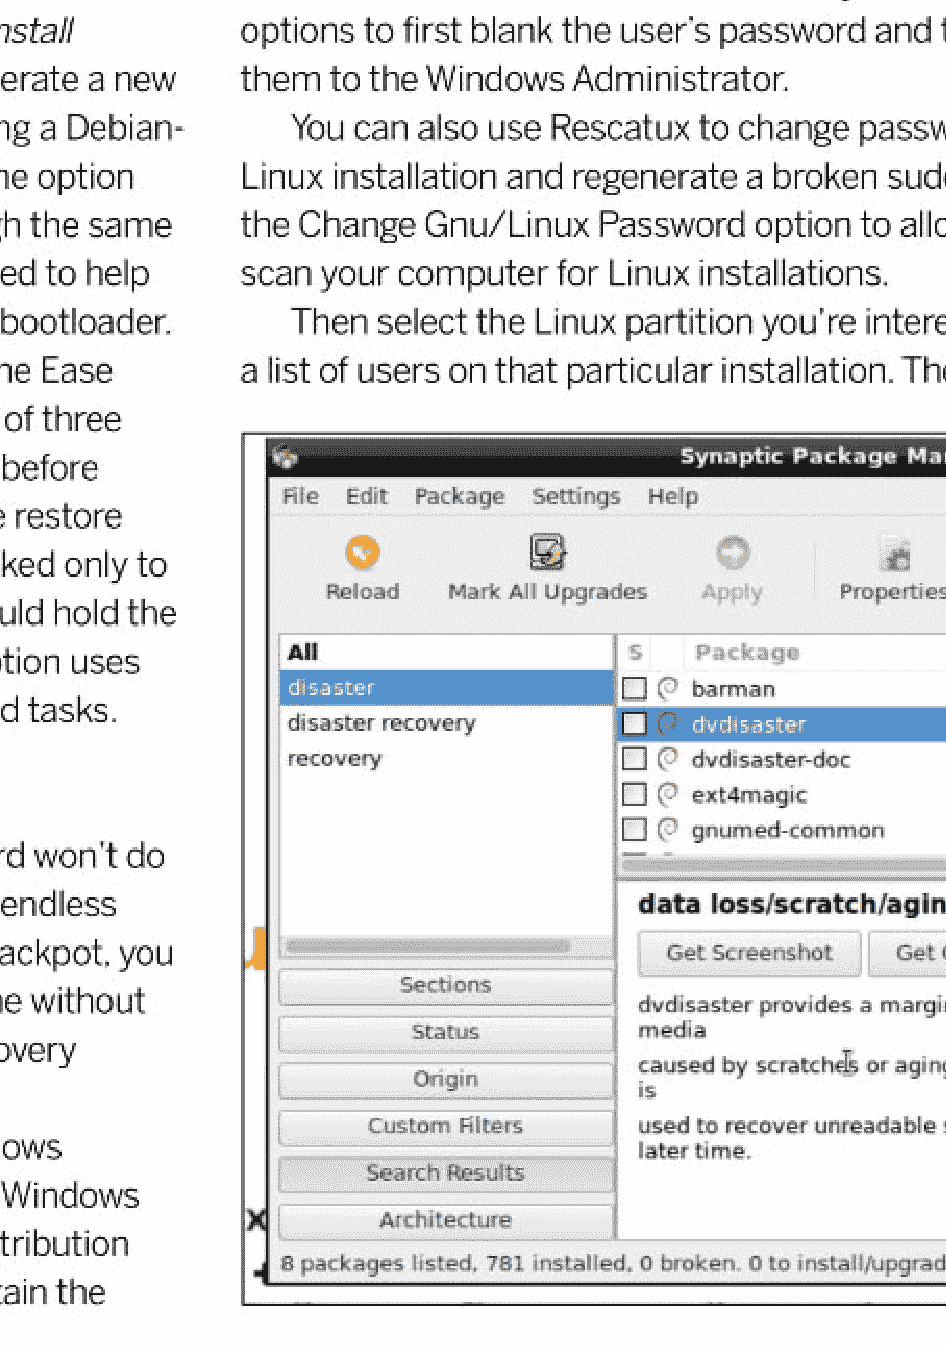 nstall
erate a new
ng a Debian-
ne option
gh the same
ed to help
bootloader.
ne Ease
of three
before
e restore
ked only to
uld hold the
tion uses
d tasks.
rd won't do
endless
ackpot, you
ne without
overy
ows
Windows
tribution
tain the
options to first blank the user's password and t
them to the Windows Administrator.
You can also use Rescatux to change passw
Linux installation and regenerate a broken sudo
the Change Gnu/Linux Password option to allo
scan your computer for Linux installations.
Then select the Linux partition you're intere
a list of users on that particular installation. The
Synaptic Package Ma
File Edit Package Settings Help
Reload Mark All Upgrades Apply Properties
All
disaster
disaster recovery
recovery
Sections
Status
Origin
Custom Filters
Search Results
Architecture
S Package
barman
dvdisaster
dvdisaster-doc
ext4magic
gnumed-common
data loss/scratch/agin
Get Screenshot Get C
dvdisaster provides a margin
media
caused by scratches or aging
is
used to recover unreadable s
later time.
8 packages listed, 781 installed, 0 broken. 0 to install/upgrad